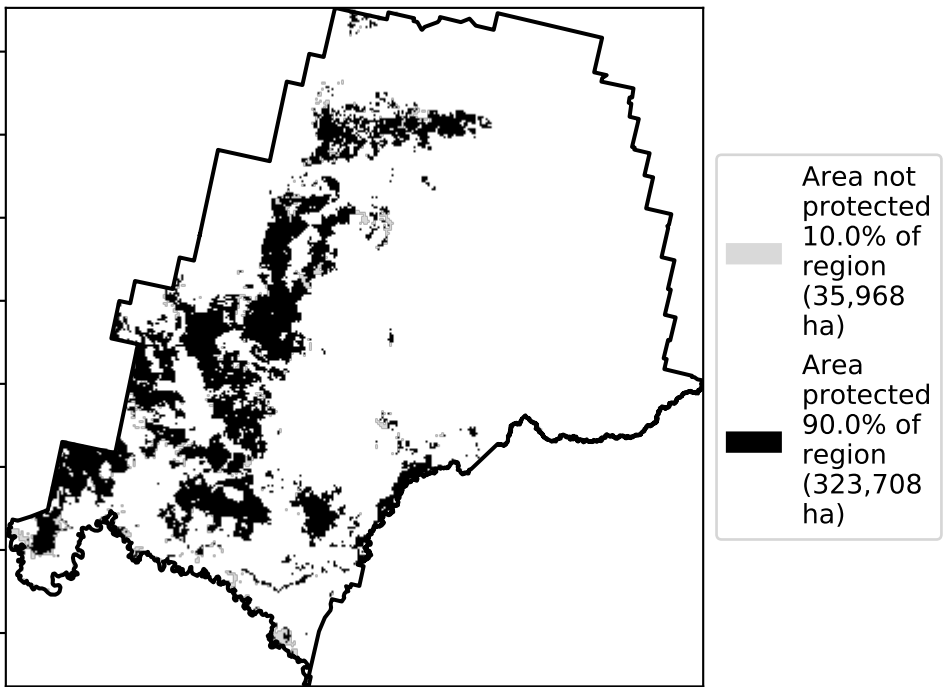 Area not
protected
10.0% of
region
(35,968
ha)
Area
protected
90.0% of
region
(323,708
ha)